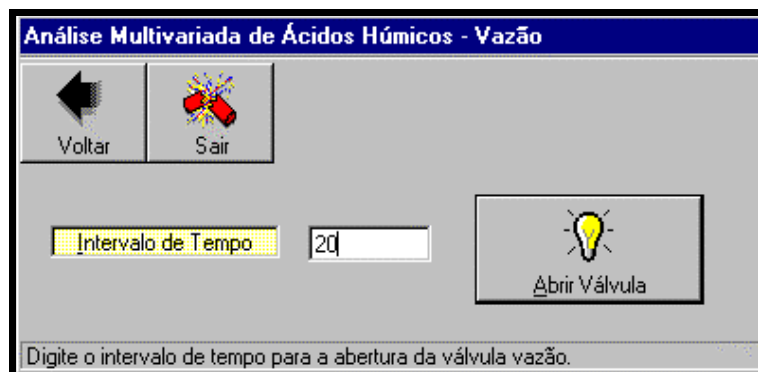 Análise Multivariada de Ácidos Húmicos - Vazão
Voltar
Sair
Intervalo de Tempo
20
Abrir Válvula
Digite o intervalo de tempo para a abertura da válvula vazão.